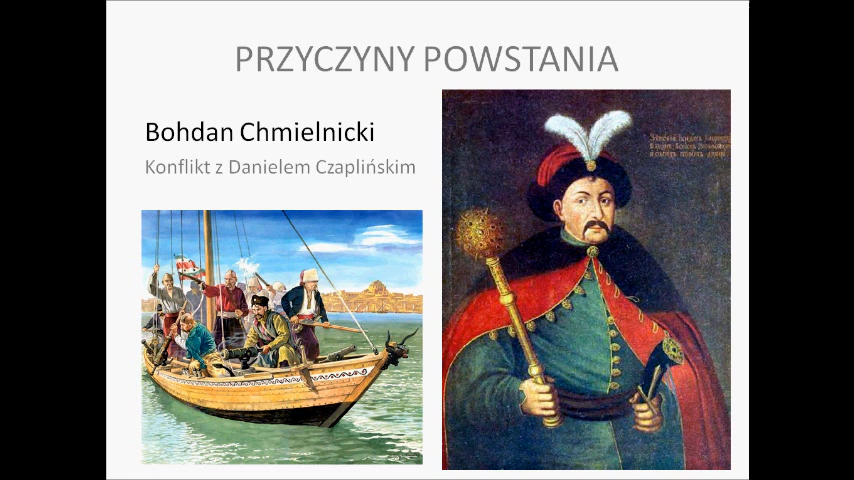 PRZYCZYNY POWSTANIA
Bohdan Chmielnicki
Konflikt z Danielem Czaplińskim